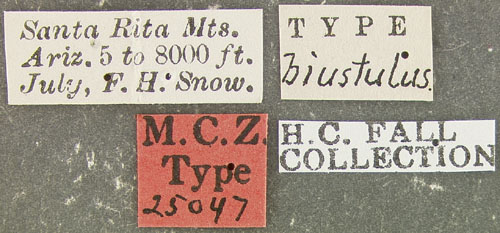 Santa Rita Mts.
Ariz. 5 to 8000 ft.
July, F. H. Snow.
TYPE
biustulus.
M.C.Z.
Type
25047
H.C. FALL
COLLECTION